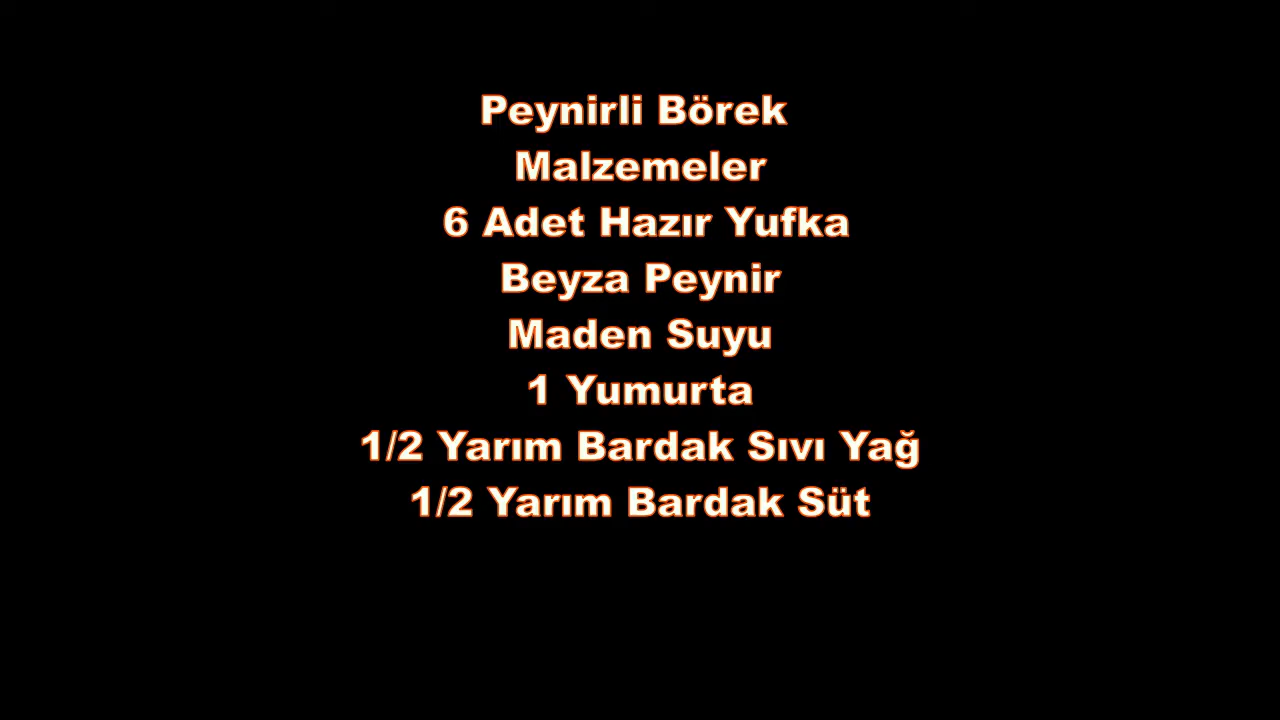 Peynirli Börek
Malzemeler
6 Adet Hazır Yufka
Beyza Peynir
Maden Suyu
1 Yumurta
1/2 Yarım Bardak Sıvı Yağ
1/2 Yarım Bardak Süt